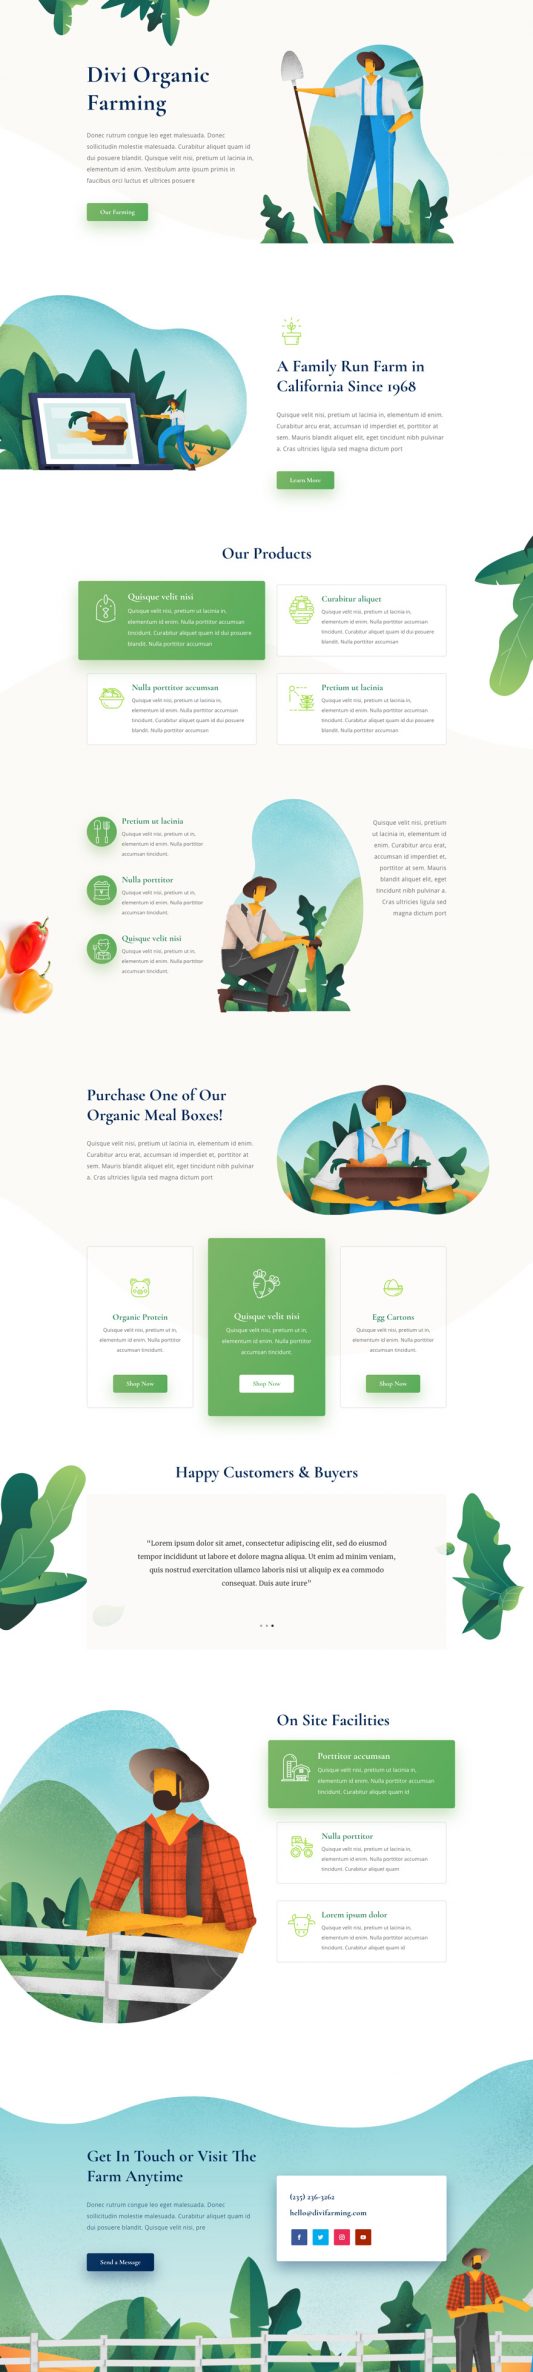 Divi Organic
Farming
Donec rutrum congue leo eget malesuada. Donec
sollicitudin molestie malesuada. Curabitur aliquet quam id
dui posuere blandit. Quisque velit nisi, pretium ut lacinia in,
elementum id enim. Vestibulum ante ipsum primis in
faucibus orci luctus et ultrices posuere
Our Farming
A Family Run Farm in
California Since 1968
Quisque velit nisi, pretium ut lacinia in, elementum id enim.
Curabitur arcu erat, accumsan id imperdiet et, porttitor at
sem. Mauris blandit aliquet elit, eget tincidunt nibh pulvinar
a. Cras ultricies ligula sed magna dictum port
Learn More
Our Products
Quisque velit nisi
Quisque velit nisi, pretium ut lacinia in,
elementum id enim. Nulla porttitor accumsan
tincidunt. Curabitur aliquet quam id dui posuere
blandit. Nulla porttitor accumsan
Curabitur aliquet
Quisque velit nisi, pretium ut lacinia in,
elementum id enim. Nulla porttitor accumsan
tincidunt. Curabitur aliquet quam id dui posuere
blandit. Nulla porttitor accumsan
Nulla porttitor accumsan
Quisque velit nisi, pretium ut lacinia in,
elementum id enim. Nulla porttitor accumsan
tincidunt. Curabitur aliquet quam id dui posuere
blandit. Nulla porttitor accumsan
Pretium ut lacinia
Quisque velit nisi, pretium ut lacinia in,
elementum id enim. Nulla porttitor accumsan
tincidunt. Curabitur aliquet quam id dui posuere
blandit. Nulla porttitor accumsan
Pretium ut lacinia
Quisque velit nisi, pretium ut in,
elementum id enim. Nulla porttitor
accumsan tincidunt.
Nulla porttitor
Quisque velit nisi, pretium ut in,
elementum id enim. Nulla porttitor
accumsan tincidunt.
Quisque velit nisi
Quisque velit nisi, pretium ut in,
elementum id enim. Nulla porttitor
accumsan tincidunt.
Quisque velit nisi, pretium
ut lacinia in, elementum id
enim. Curabitur arcu erat,
accumsan id imperdiet et,
porttitor at sem. Mauris
blandit aliquet elit, eget
tincidunt nibh pulvinar a.
Cras ultricies ligula sed
magna dictum port
Purchase One of Our
Organic Meal Boxes!
Quisque velit nisi, pretium ut lacinia in, elementum id enim.
Curabitur arcu erat, accumsan id imperdiet et, porttitor at
sem. Mauris blandit aliquet elit, eget tincidunt nibh pulvinar
a. Cras ultricies ligula sed magna dictum port
Organic Protein
Quisque velit nisi, pretium ut in,
elementum id enim. Nulla porttitor
accumsan tincidunt.
Shop Now
Quisque velit nisi
Quisque velit nisi, pretium ut in,
elementum id enim. Nulla porttitor
accumsan tincidunt.
Shop Now
Egg Cartons
Quisque velit nisi, pretium ut in,
elementum id enim. Nulla porttitor
accumsan tincidunt.
Shop Now
Happy Customers & Buyers
"Lorem ipsum dolor sit amet, consectetur adipiscing elit, sed do eiusmod
tempor incididunt ut labore et dolore magna aliqua. Ut enim ad minim veniam,
quis nostrud exercitation ullamco laboris nisi ut aliquip ex ea commodo
consequat. Duis aute irure"
On Site Facilities
Porttitor accumsan
Quisque velit nisi, pretium ut lacinia in,
elementum id enim. Nulla porttitor accumsan
tincidunt. Curabitur aliquet quam id
Nulla porttitor
Quisque velit nisi, pretium ut lacinia in,
elementum id enim. Nulla porttitor accumsan
tincidunt. Curabitur aliquet quam
Lorem ipsum dolor
Quisque velit nisi, pretium ut lacinia in,
elementum id enim. Nulla porttitor accumsan
tincidunt. Curabitur aliquet quam id
Get In Touch or Visit The
Farm Anytime
Donec rutrum congue leo eget malesuada. Donec
sollicitudin molestie malesuada. Curabitur aliquet quam id
dui posuere blandit. Quisque velit nisi, pre
Send a Message
(235) 236-3262
hello@divifarming.com